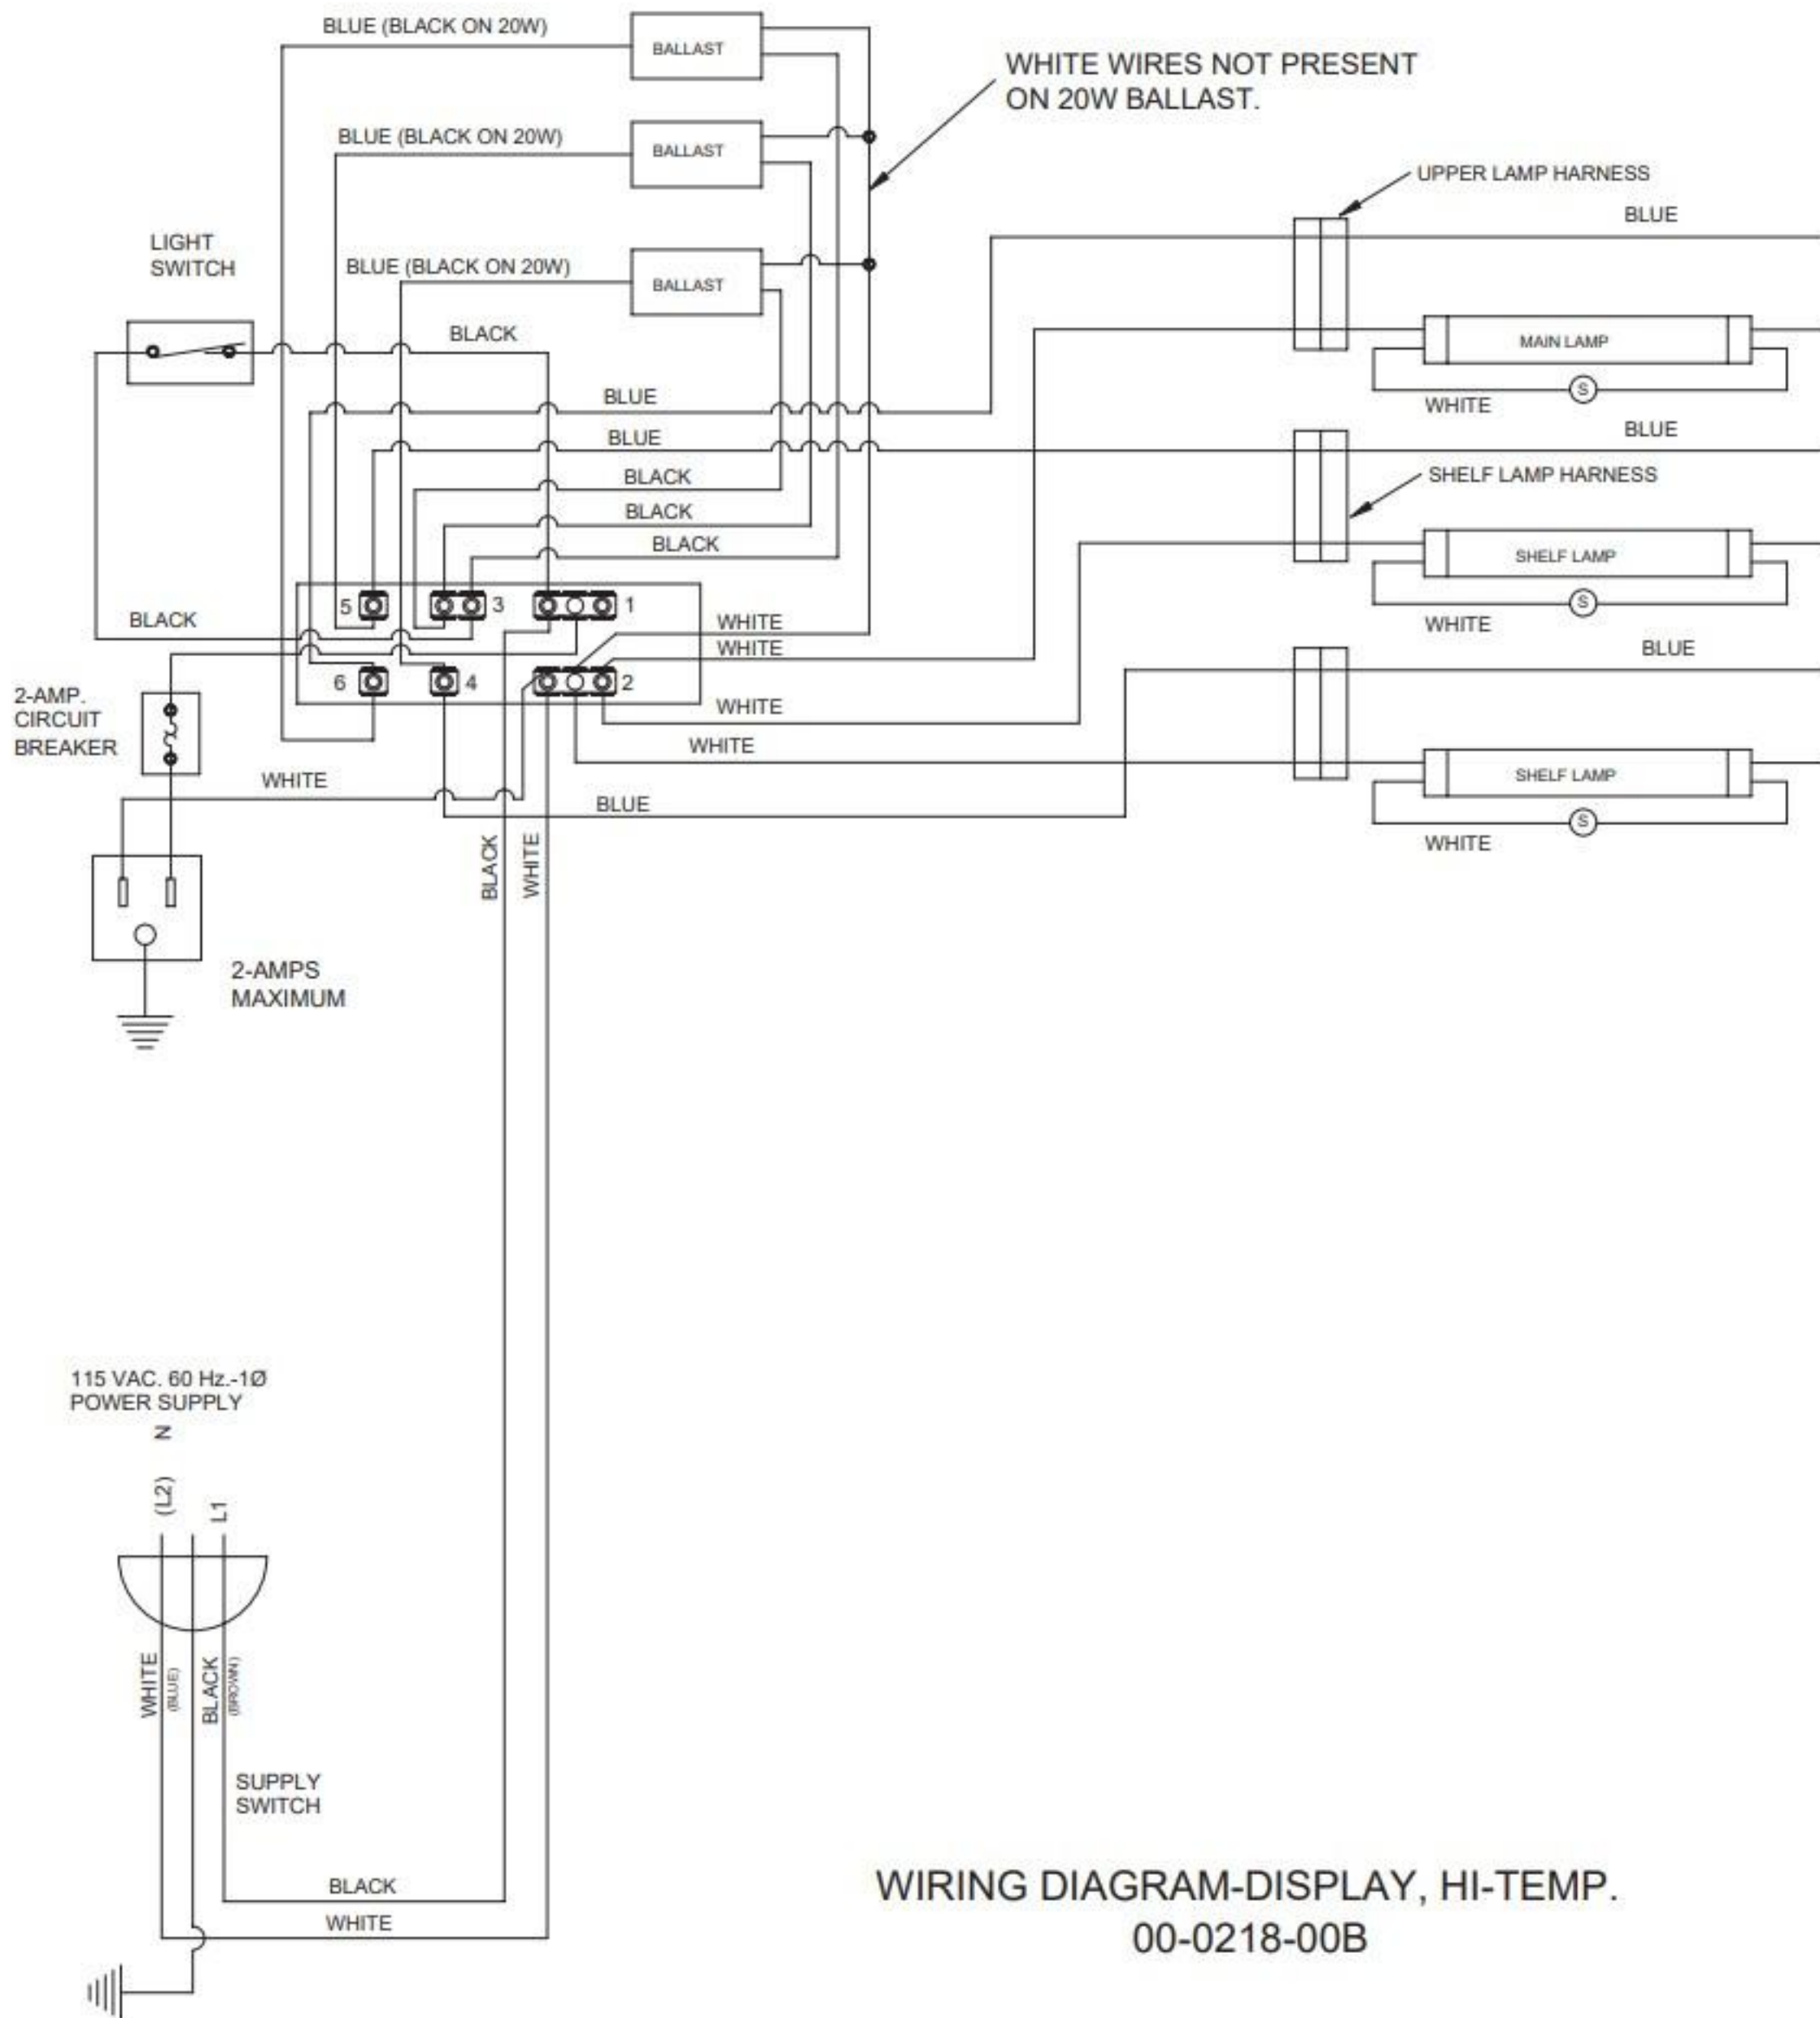 BLUE (BLACK ON 20W)
BALLAST
WHITE WIRES NOT PRESENT
ON 20W BALLAST.
BLUE (BLACK ON 20W)
BALLAST
UPPER LAMP HARNESS
BLUE
LIGHT
SWITCH
BLUE (BLACK ON 20W)
BALLAST
BLACK
MAIN LAMP
S
WHITE
BLUE
BLUE
BLUE
SHELF LAMP HARNESS
BLACK
BLACK
BLACK
SHELF LAMP
S
WHITE
5
3
1
BLACK
WHITE
WHITE
BLUE
6
4
2
2-AMP.
CIRCUIT
BREAKER
WHITE
WHITE
WHITE
BLUE
SHELF LAMP
S
WHITE
BLACK
WHITE
2-AMPS
MAXIMUM
115 VAC. 60 Hz.-1Ø
POWER SUPPLY
N
(L2)
L1
WHITE
(BLUE)
BLACK
(BROWN)
SUPPLY
SWITCH
BLACK
WHITE
WIRING DIAGRAM-DISPLAY, HI-TEMP.
00-0218-00B